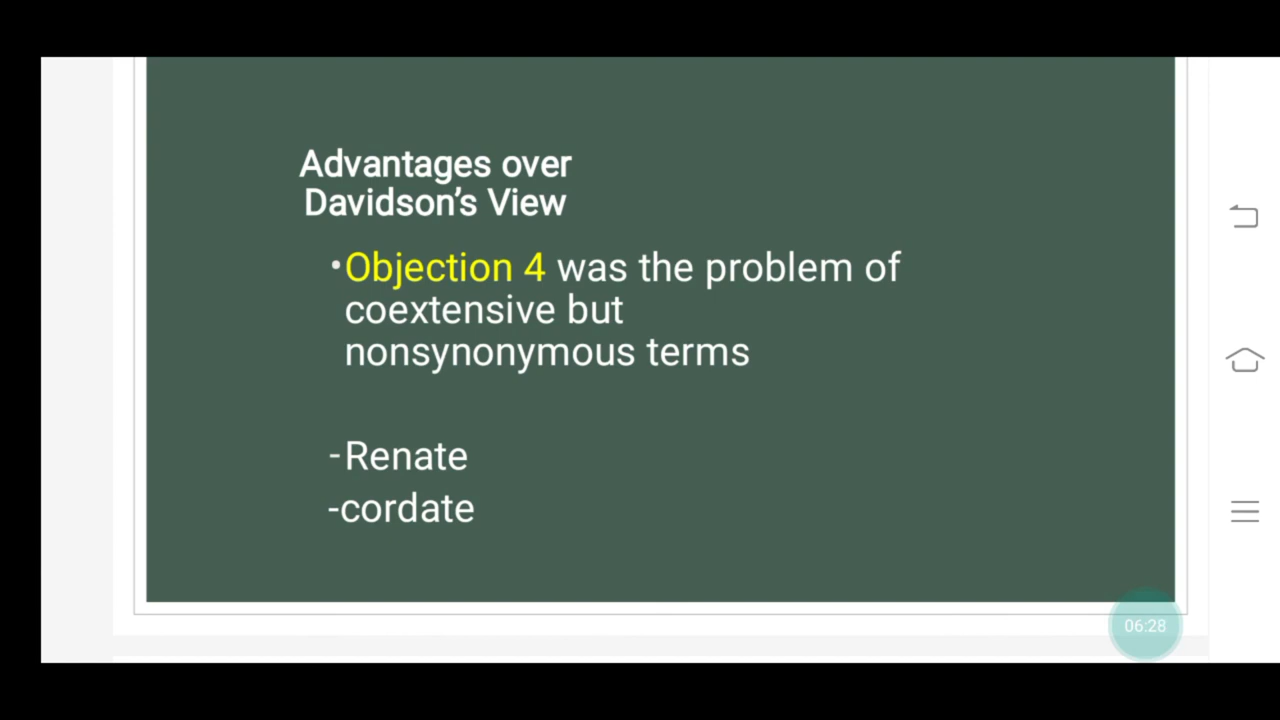 Advantages over
Davidson’s View
•Objection 4 was the problem of
coextensive but
nonsynonymous terms
-Renate
-cordate
06:28